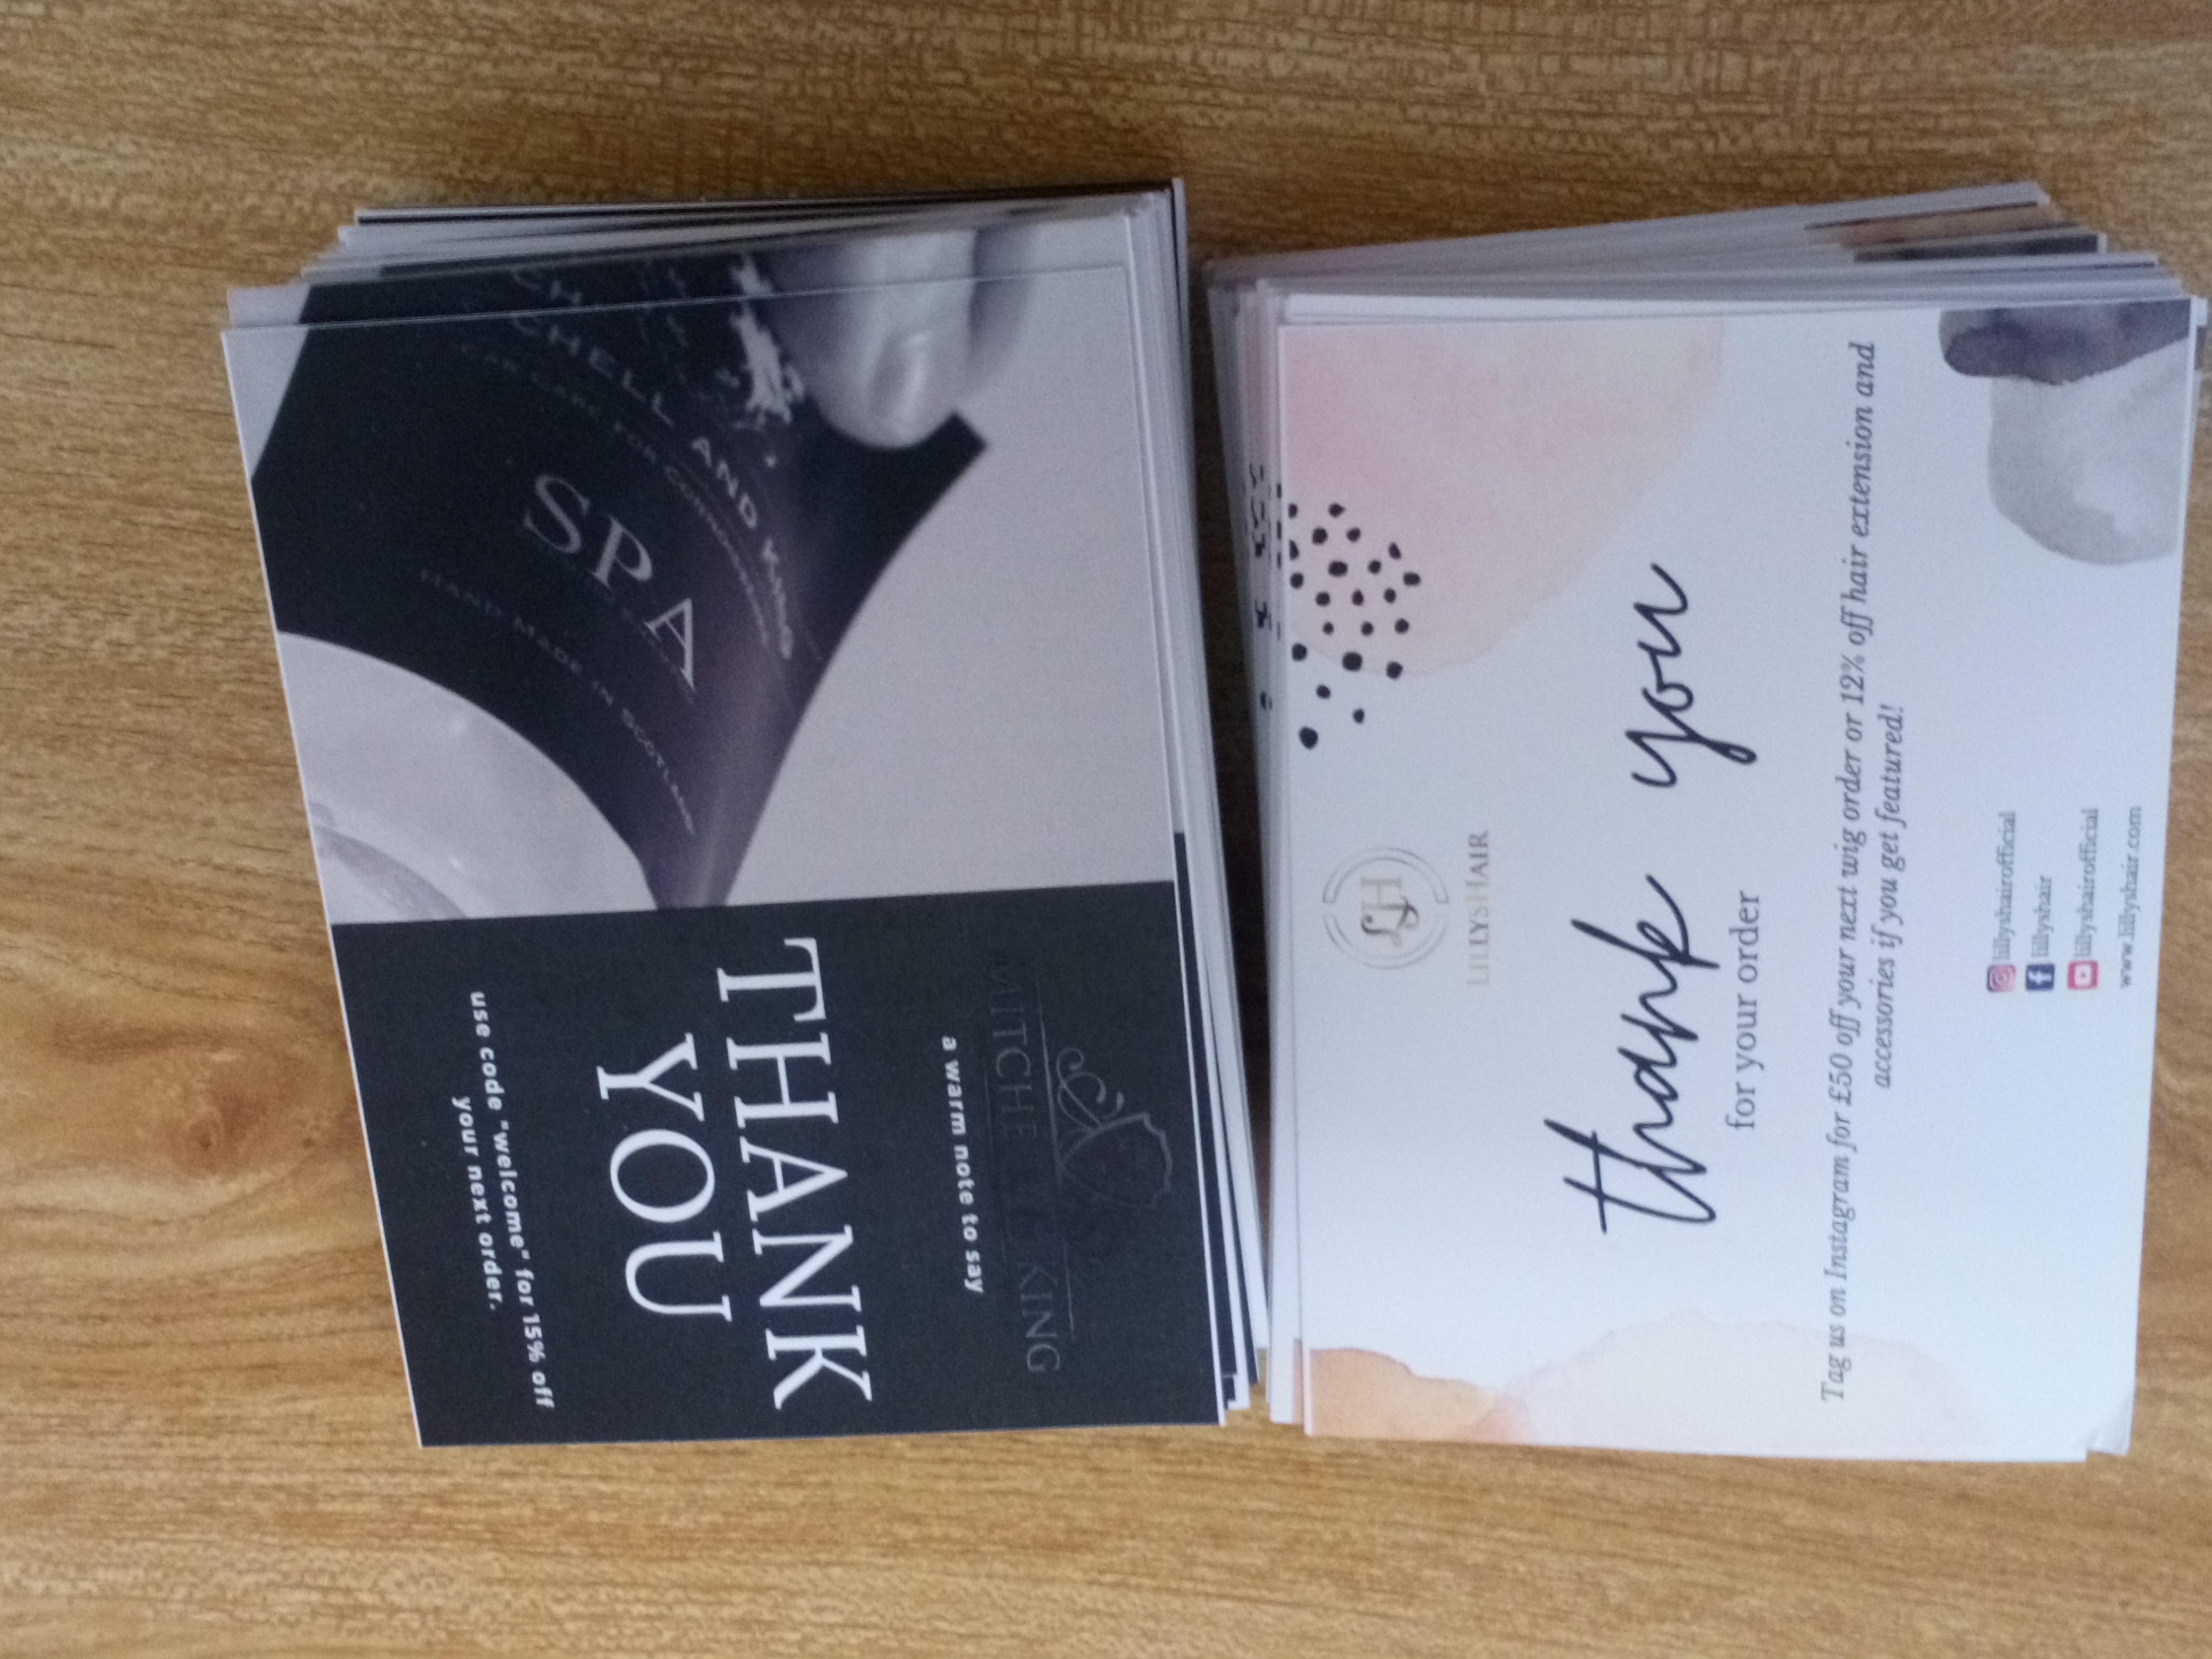 CHELL AND KING
CAR CARE FOR CONNOISSEURS
SPA
HAND MADE IN SCOTLAND
MITCHELL & KING
a warm note to say
THANK
YOU
use code "welcome" for 15% off
your next order.
LH
LILLYSHAIR
thank you
for your order
Tag us on Instagram for £50 off your next wig order or 12% off hair extension and
accessories if you get featured!
lillyshairofficial
lillyshair
lillyshairofficial
www.lillyshair.com